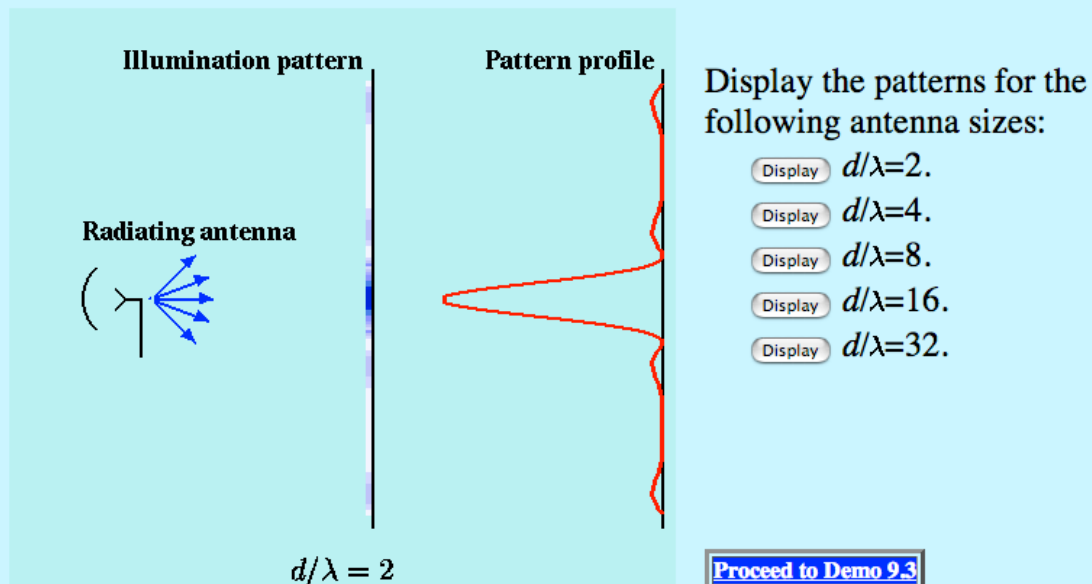 Illumination pattern
Pattern profile
Radiating antenna
d/λ = 2
Display the patterns for the
following antenna sizes:
Display d/λ=2.
Display d/λ=4.
Display d/λ=8.
Display d/λ=16.
Display d/λ=32.
Proceed to Demo 9.3